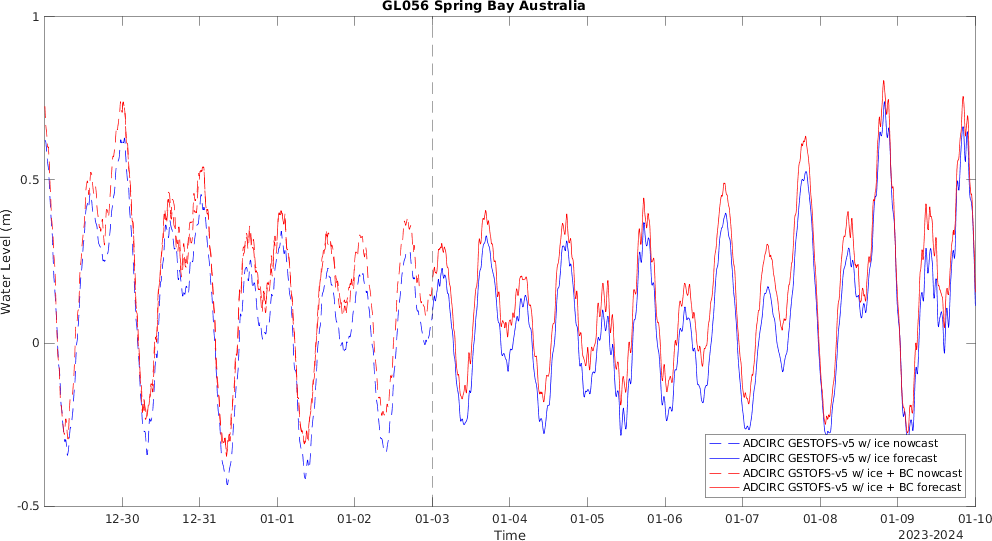 GL056 Spring Bay Australia
Water Level (m)
1
0.5
0
-0.5
12-30
12-31
01-01
01-02
01-03
01-04
01-05
01-06
01-07
01-08
01-09
01-10
Time
2023-2024
ADCIRC GESTOFS-v5 w/ ice nowcast
ADCIRC GESTOFS-v5 w/ ice forecast
ADCIRC GSTOFS-v5 w/ ice + BC nowcast
ADCIRC GSTOFS-v5 w/ ice + BC forecast